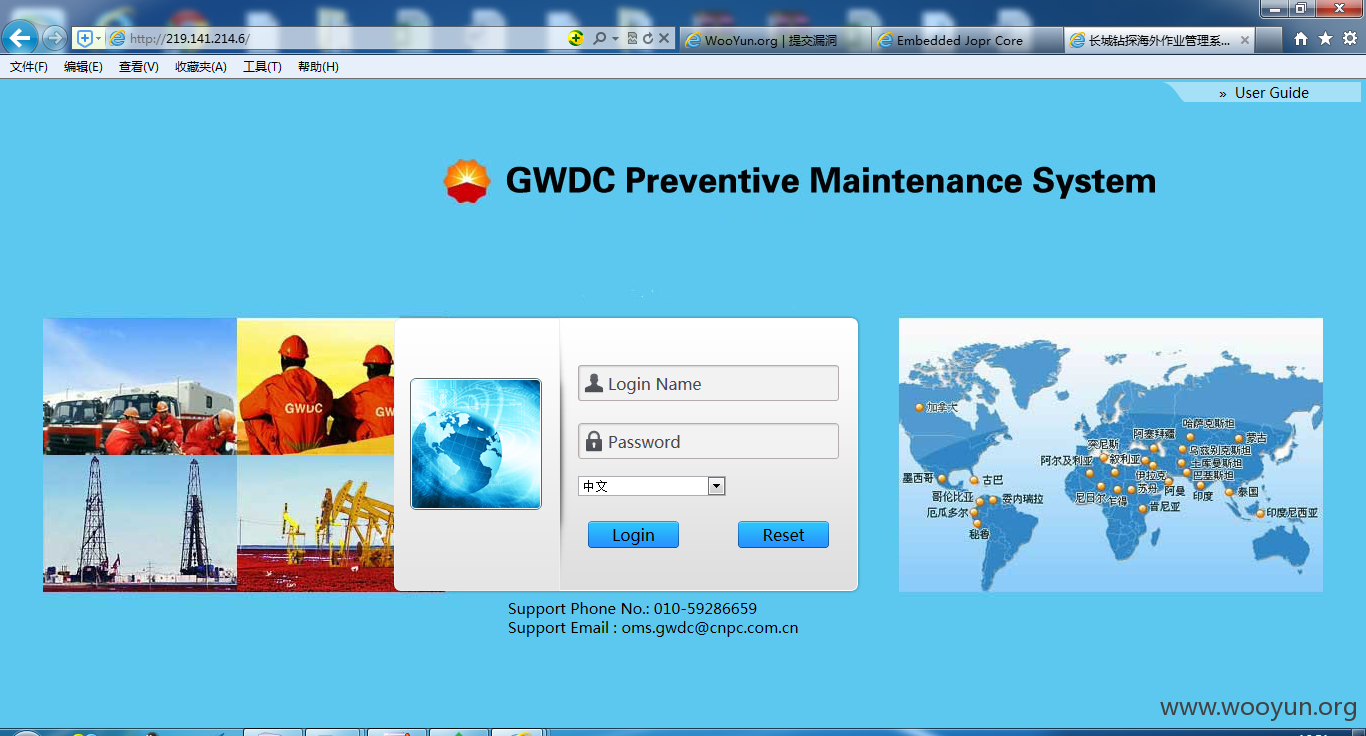 http://219.141.214.6/
WooYun.org | 提交漏洞
Embedded Jopr Core
长城钻探海外作业管理系...
文件(F) 编辑(E) 查看(V) 收藏夹(A) 工具(T) 帮助(H)
» User Guide
GWDC Preventive Maintenance System
GWDC
GW
Login Name
Password
中文
Login Reset
加拿大
墨西哥
古巴
哥伦比亚
委内瑞拉
厄瓜多尔
秘鲁
突尼斯
阿尔及利亚
叙利亚
阿塞拜疆
哈萨克斯坦
蒙古
乌兹别克斯坦
土库曼斯坦
伊拉克
巴基斯坦
尼日尔
乍得
苏丹
阿曼
印度
泰国
肯尼亚
印度尼西亚
Support Phone No.: 010-59286659
Support Email : oms.gwdc@cnpc.com.cn
www.wooyun.org